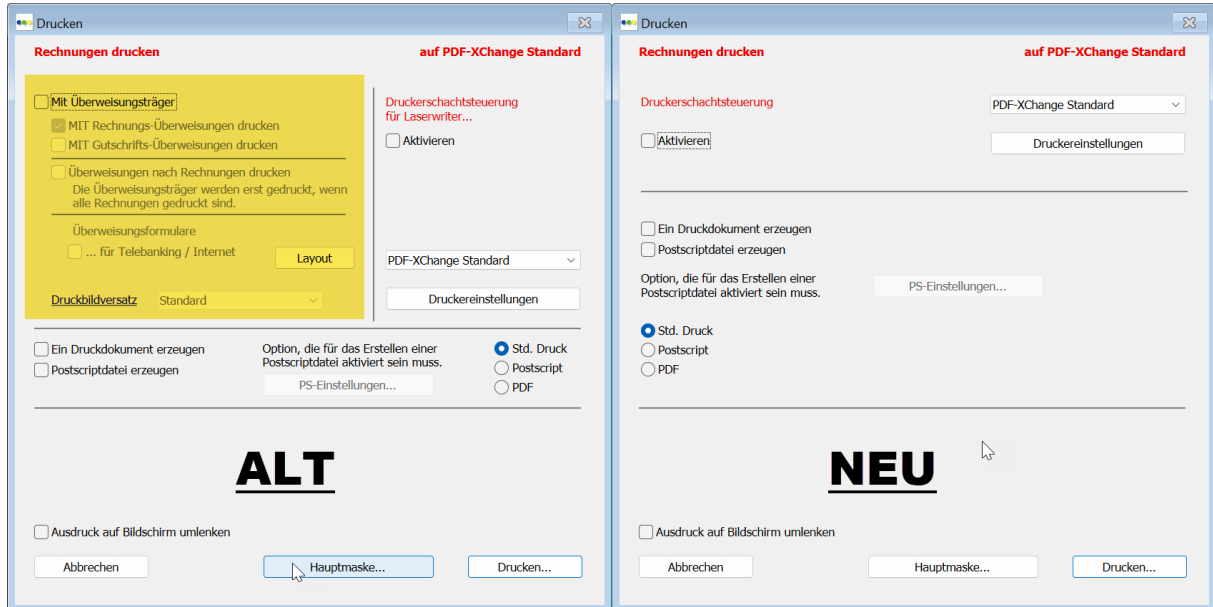 Drucken
Rechnungen drucken
auf PDF-XChange Standard
Mit Überweisungsträger
MIT Rechnungs-Überweisungen drucken
MIT Gutschrifts-Überweisungen drucken
Überweisungen nach Rechnungen drucken
Die Überweisungsträger werden erst gedruckt, wenn
alle Rechnungen gedruckt sind.
Überweisungsformulare
... für Telebanking / Internet
Layout
Druckbildversatz
Standard
Druckerschachtsteuerung
für Laserwriter...
Aktivieren
PDF-XChange Standard
Druckereinstellungen
Ein Druckdokument erzeugen
Postscriptdatei erzeugen
Option, die für das Erstellen einer
Postscriptdatei aktiviert sein muss.
PS-Einstellungen...
Std. Druck
Postscript
PDF
ALT
Ausdruck auf Bildschirm umlenken
Abbrechen
Hauptmaske...
Drucken...
Drucken
Rechnungen drucken
auf PDF-XChange Standard
Druckerschachtsteuerung
PDF-XChange Standard
Aktivieren
Druckereinstellungen
Ein Druckdokument erzeugen
Postscriptdatei erzeugen
Option, die für das Erstellen einer
Postscriptdatei aktiviert sein muss.
PS-Einstellungen...
Std. Druck
Postscript
PDF
NEU
Ausdruck auf Bildschirm umlenken
Abbrechen
Hauptmaske...
Drucken...